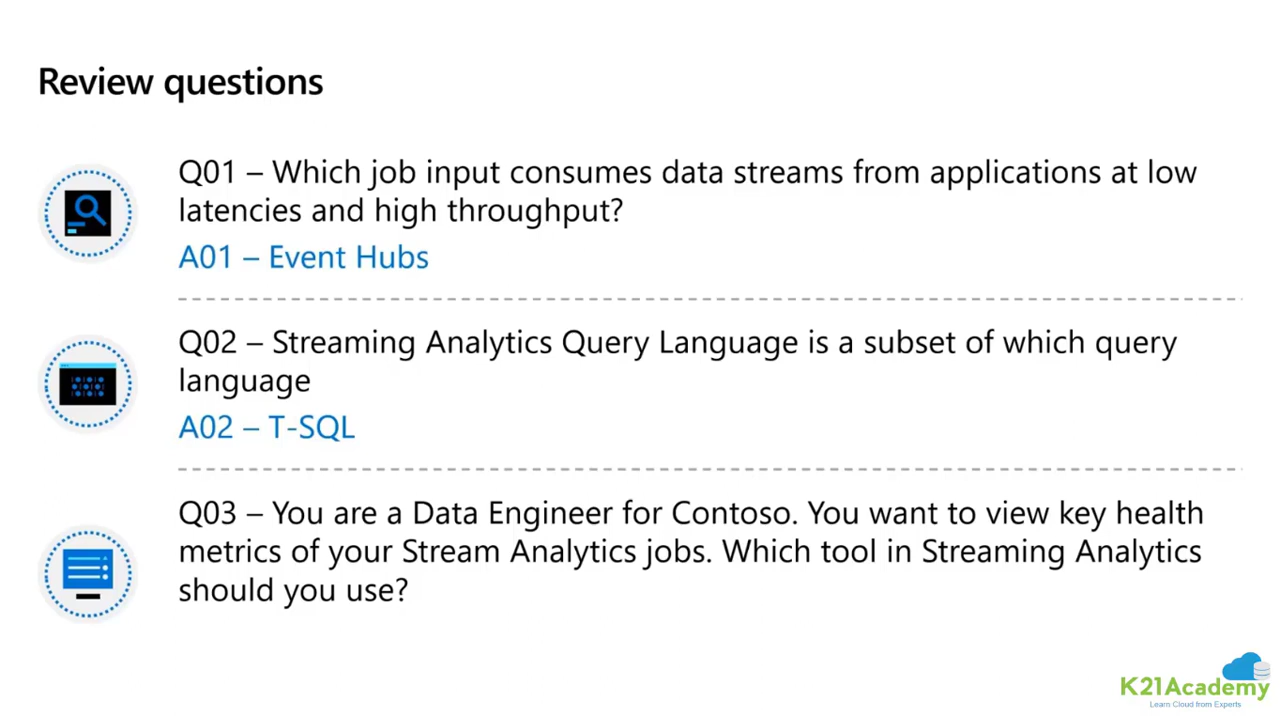 Review questions
Q01 – Which job input consumes data streams from applications at low
latencies and high throughput?
A01 – Event Hubs
Q02 – Streaming Analytics Query Language is a subset of which query
language
A02 – T-SQL
Q03 – You are a Data Engineer for Contoso. You want to view key health
metrics of your Stream Analytics jobs. Which tool in Streaming Analytics
should you use?
K21Academy
Learn Cloud from Experts